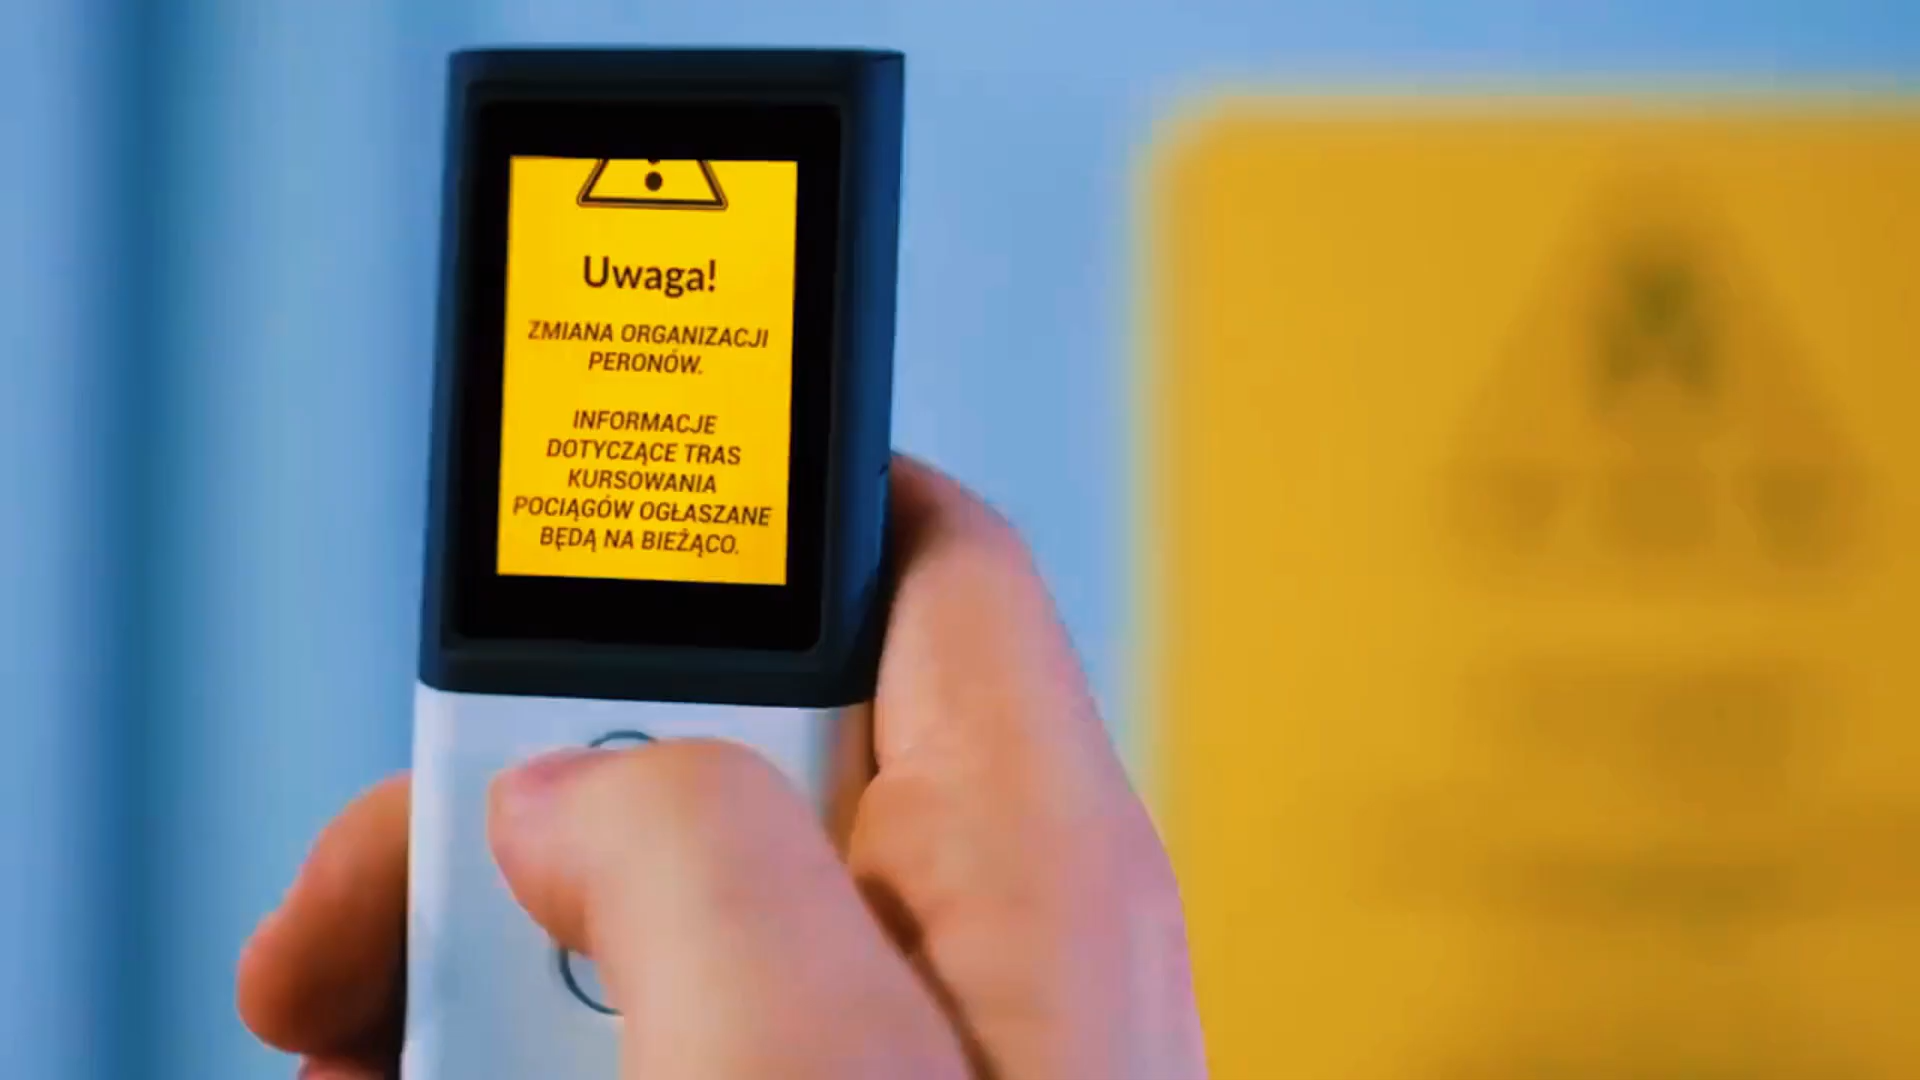 Uwaga!
ZMIANA ORGANIZACJI
PERONÓW.
INFORMACJE
DOTYCZĄCE TRAS
KURSOWANIA
POCIĄGÓW OGŁASZANE
BĘDĄ NA BIEŻĄCO.